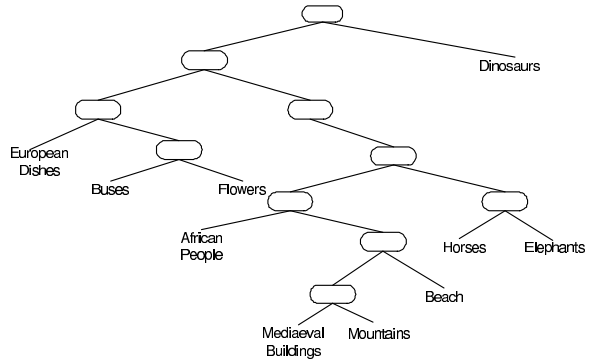 Dinosaurs
European
Dishes
Buses
Flowers
African
People
Horses
Elephants
Beach
Mediaeval
Buildings
Mountains